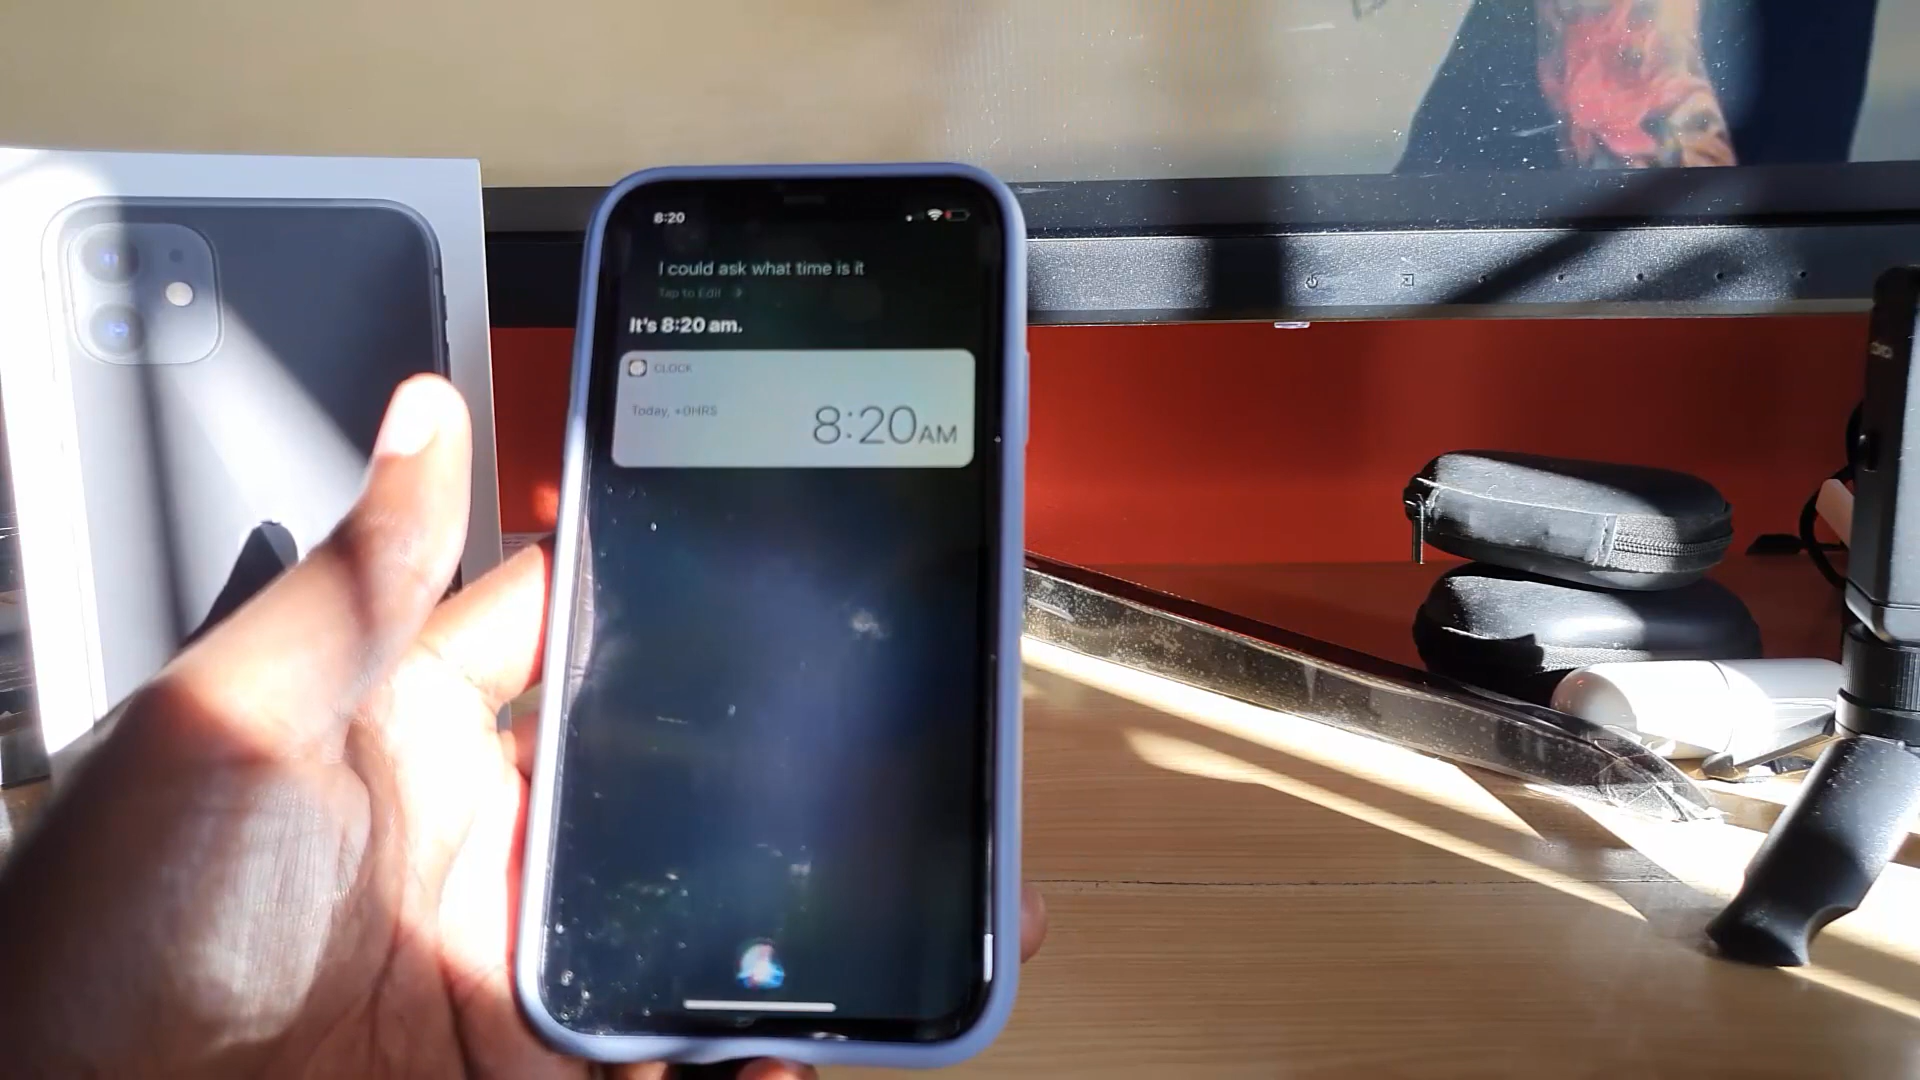 8:20
I could ask what time is it
Tap to Edit >
It's 8:20 am.
CLOCK
Today, +0HRS
8:20AM